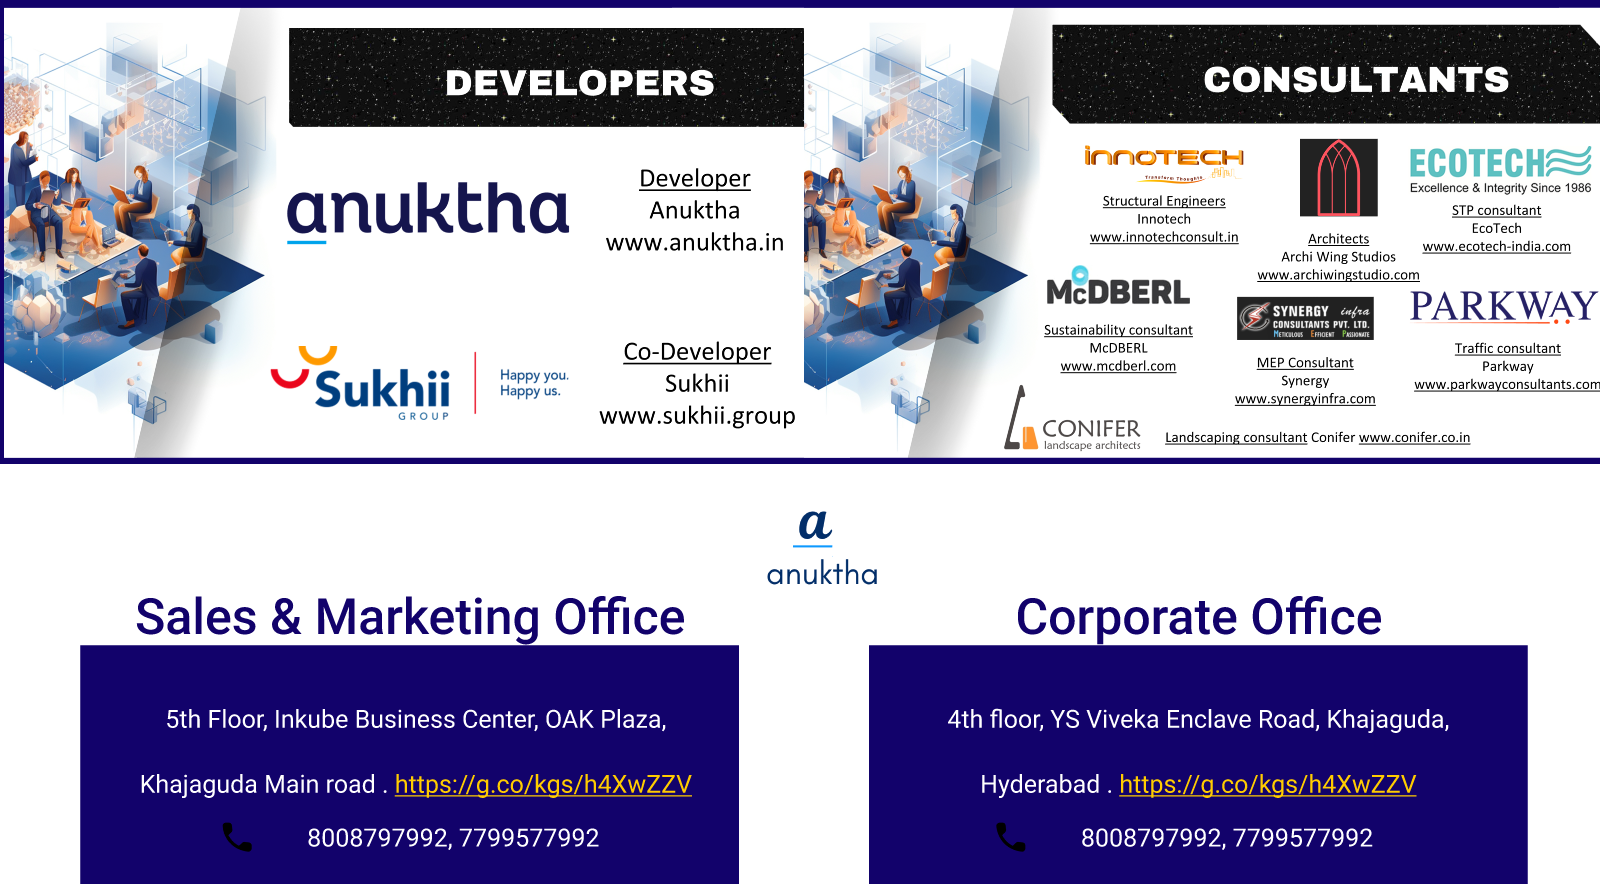 DEVELOPERS
anuktha
Developer
Anuktha
www.anuktha.in
Sukhii
GROUP
Happy you.
Happy us.
Co-Developer
Sukhii
www.sukhii.group
CONSULTANTS
innoTECH
Transform Thoughts
Structural Engineers
Innotech
www.innotechconsult.in
Architects
Archi Wing Studios
www.archiwingstudio.com
ECOTECH
Excellence & Integrity Since 1986
STP consultant
EcoTech
www.ecotech-india.com
McDBERL
Sustainability consultant
McDBERL
www.mcdberl.com
SYNERGY infra
CONSULTANTS PVT. LTD.
METICULOUS EFFICIENT PASSIONATE
MEP Consultant
Synergy
www.synergyinfra.com
PARKWAY
Traffic consultant
Parkway
www.parkwayconsultants.com
CONIFER
landscape architects
Landscaping consultant Conifer www.conifer.co.in
a
anuktha
Sales & Marketing Office
5th Floor, Inkube Business Center, OAK Plaza,
Khajaguda Main road . https://g.co/kgs/h4XwZZV
8008797992, 7799577992
Corporate Office
4th floor, YS Viveka Enclave Road, Khajaguda,
Hyderabad . https://g.co/kgs/h4XwZZV
8008797992, 7799577992